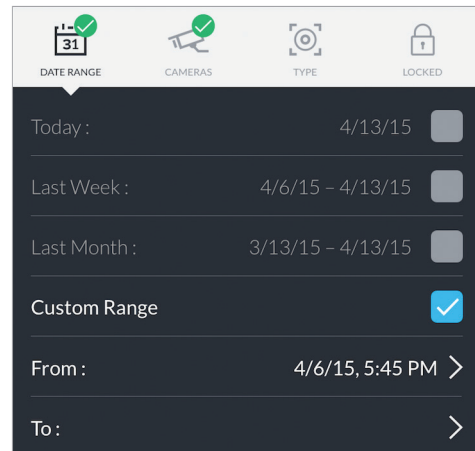 31
DATE RANGE CAMERAS TYPE LOCKED
Today : 4/13/15
Last Week : 4/6/15 – 4/13/15
Last Month : 3/13/15 – 4/13/15
Custom Range
From : 4/6/15, 5:45 PM
To :